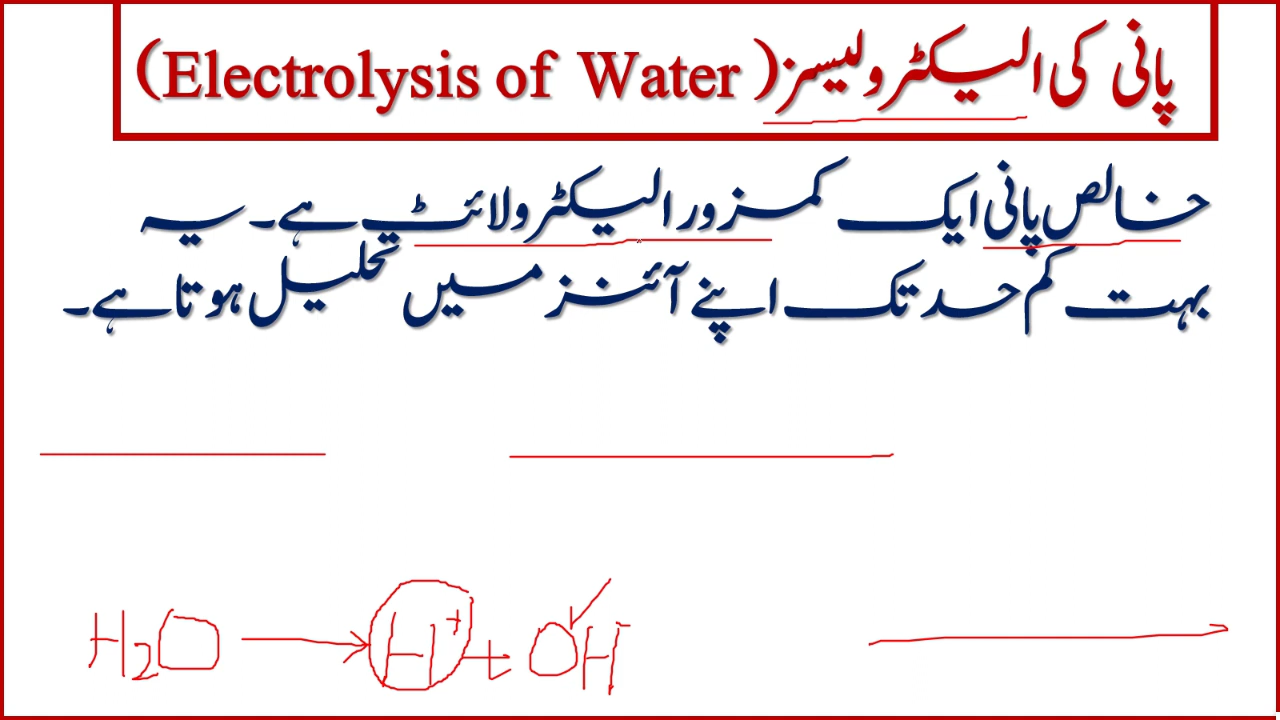 پانی کی الیکٹرولیسز (Electrolysis of Water)
خالص پانی ایک کمزور الیکٹرولائٹ ہے۔ یہ
بہت کم حد تک اپنے آئنز میں تحلیل ہوتا ہے۔
H₂O → H⁺ + OH⁻